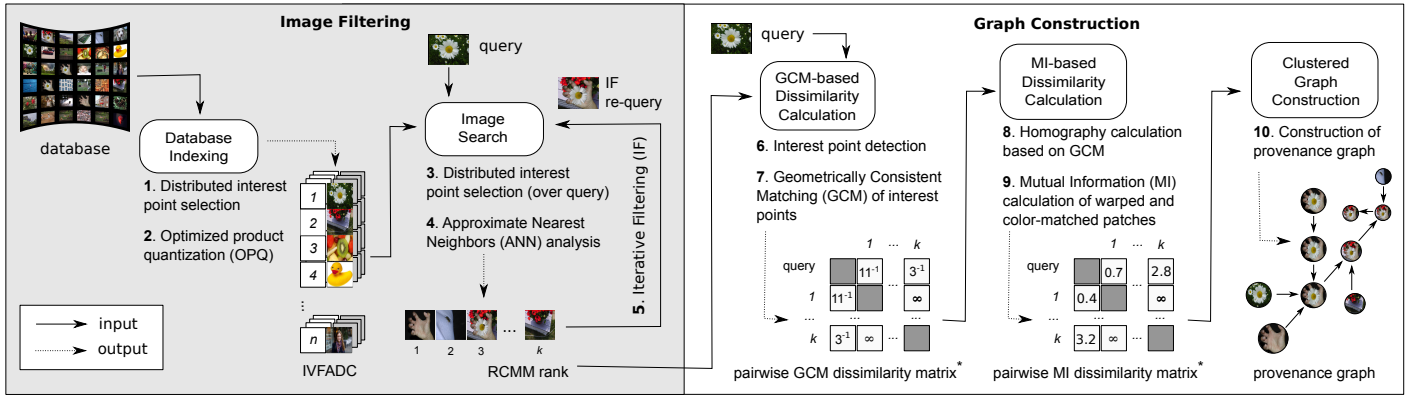 Image Filtering
database
Database
Indexing
1. Distributed interest
point selection
2. Optimized product
quantization (OPQ)
input
output
1
2
3
4
...
n
IVFADC
query
IF
re-query
Image
Search
3. Distributed interest
point selection (over query)
4. Approximate Nearest
Neighbors (ANN) analysis
5. Iterative Filtering (IF)
...
1 2 3 k
RCMM rank
Graph Construction
query
GCM-based
Dissimilarity
Calculation
6. Interest point detection
7. Geometrically Consistent
Matching (GCM) of interest
points
1 ... k
query 11⁻¹ ... 3⁻¹
1 11⁻¹ ∞
... ... ...
k 3⁻¹ ∞ ...
pairwise GCM dissimilarity matrix*
MI-based
Dissimilarity
Calculation
8. Homography calculation
based on GCM
9. Mutual Information (MI)
calculation of warped and
color-matched patches
1 ... k
query 0.7 ... 2.8
1 0.4 ∞
... ... ...
k 3.2 ∞ ...
pairwise MI dissimilarity matrix*
Clustered
Graph
Construction
10. Construction of
provenance graph
provenance graph